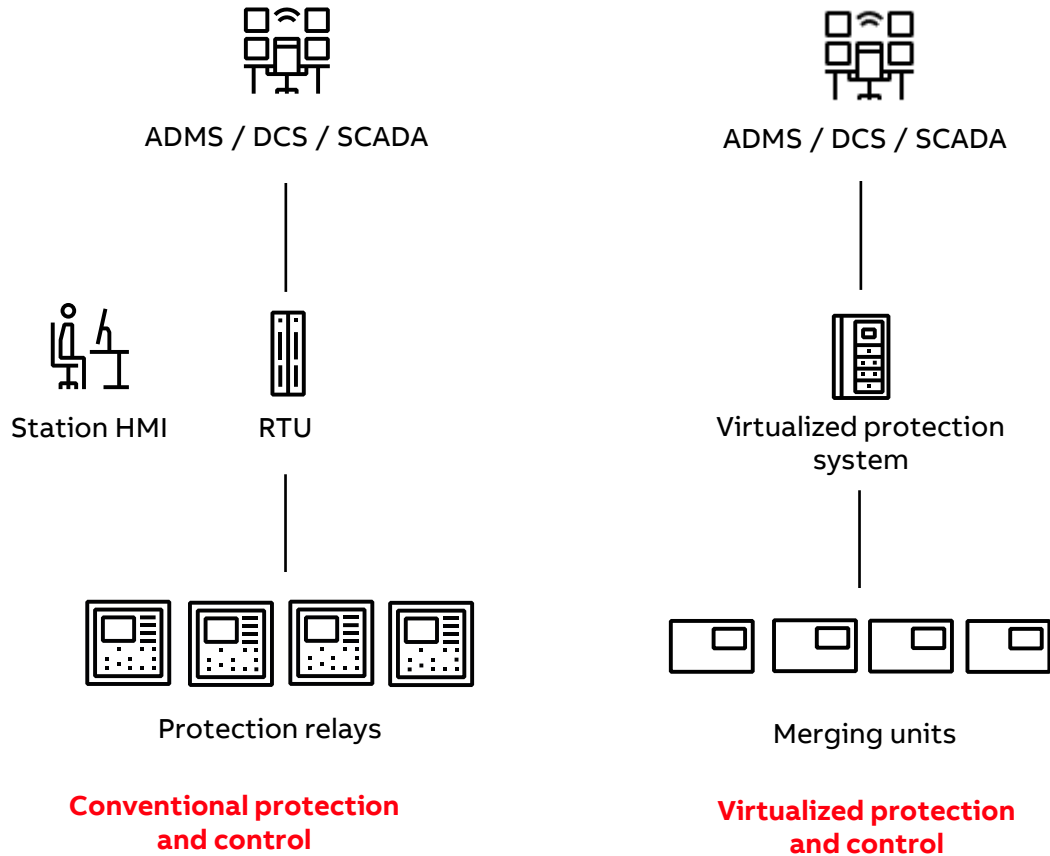 ADMS / DCS / SCADA
ADMS / DCS / SCADA
Station HMI
RTU
Virtualized protection
system
Protection relays
Merging units
Conventional protection
and control
Virtualized protection
and control